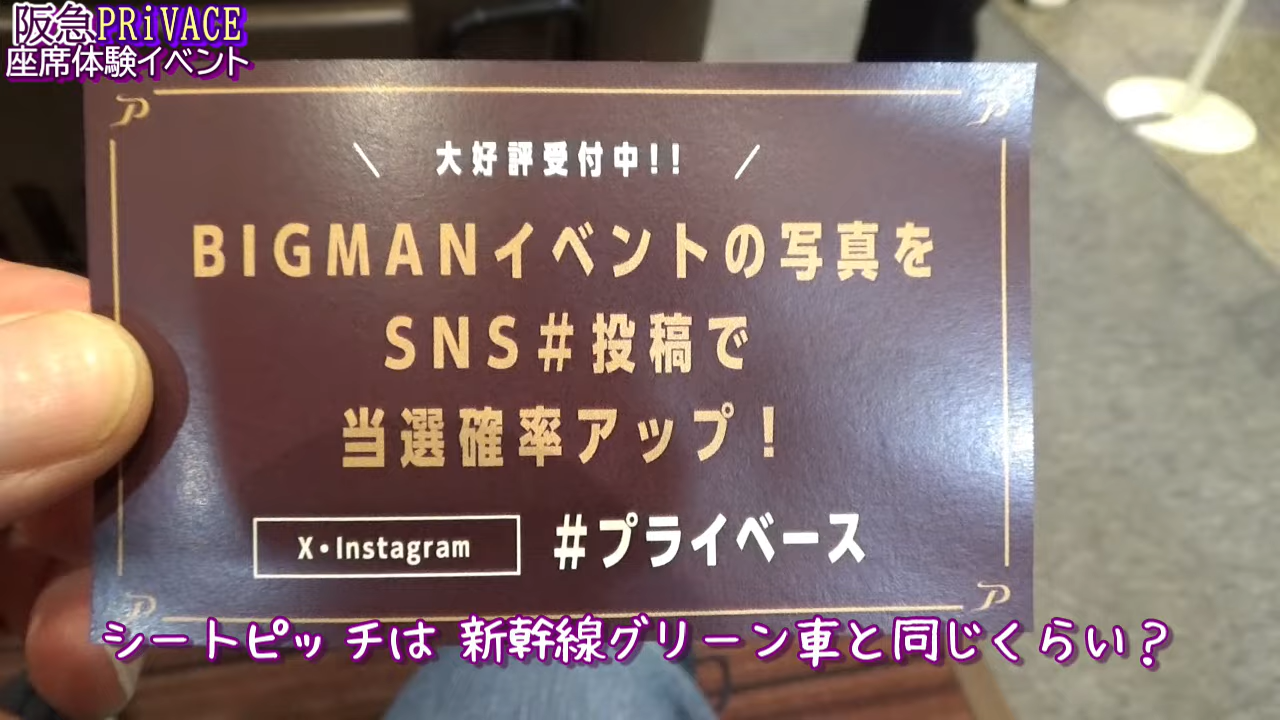 阪急PRiVACE
座席体験イベント
\ 大好評受付中!! /
BIGMANイベントの写真を
SNS#投稿で
当選確率アップ!
X・Instagram #プライベース
シートピッチは 新幹線グリーン車と同じくらい?